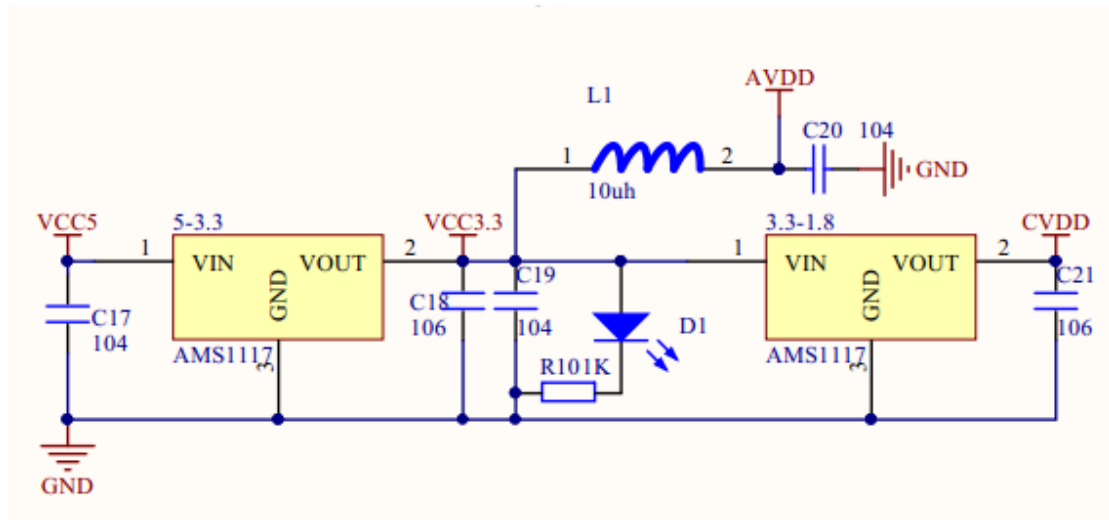 AVDD
L1
C20 104
1 2
GND
10uh
VCC5 5-3.3 VCC3.3 3.3-1.8 CVDD
1 2 1 2
VIN VOUT VIN VOUT
GND GND
C19 C21
C17 C18
104 106 104 D1 106
AMS1117 AMS1117
3 3
R101K
GND